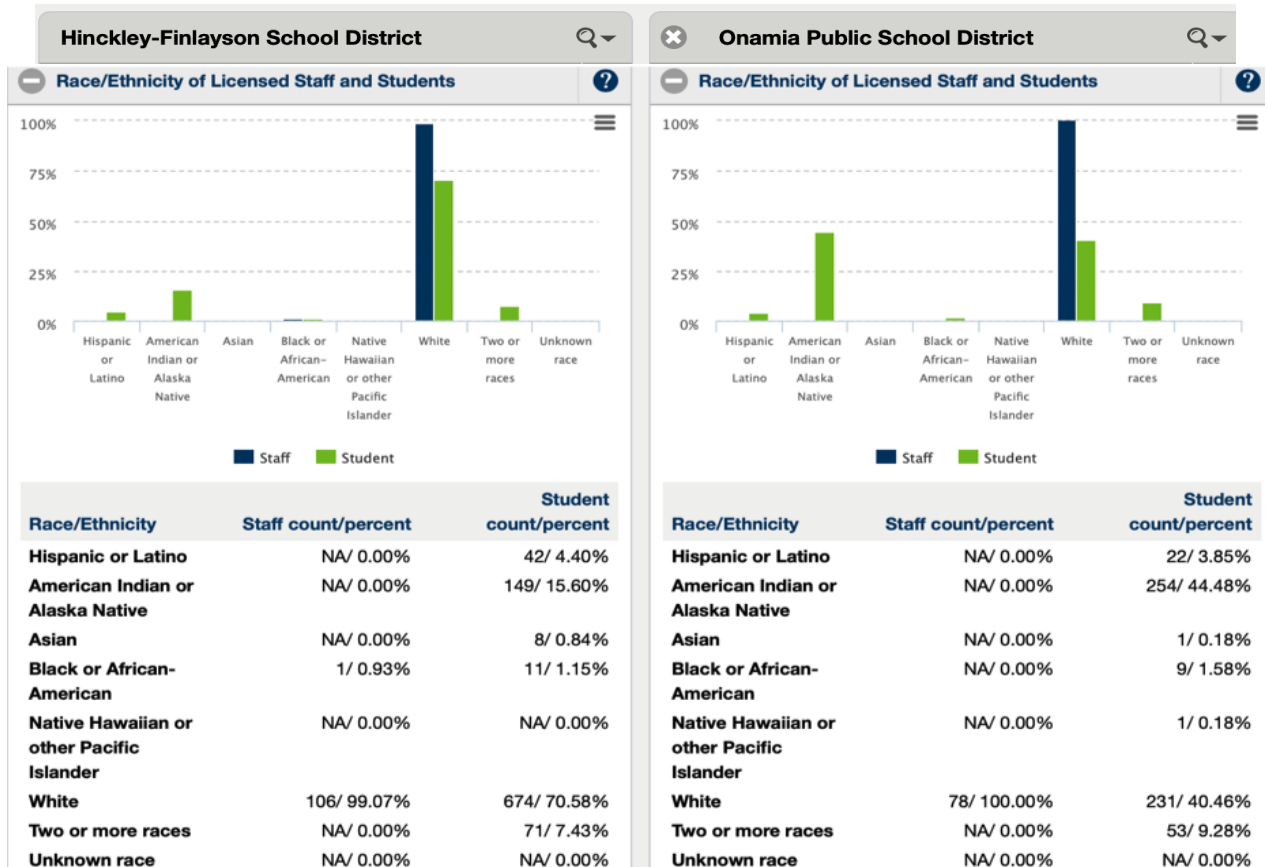 Hinckley-Finlayson School District
Race/Ethnicity of Licensed Staff and Students
?
100%
75%
50%
25%
0%
Hispanic or Latino
American Indian or Alaska Native
Asian
Black or African-American
Native Hawaiian or other Pacific Islander
White
Two or more races
Unknown race
Staff Student
Race/Ethnicity Staff count/percent Student count/percent
Hispanic or Latino NA/ 0.00% 42/ 4.40%
American Indian or Alaska Native NA/ 0.00% 149/ 15.60%
Asian NA/ 0.00% 8/ 0.84%
Black or African-American 1/ 0.93% 11/ 1.15%
Native Hawaiian or other Pacific Islander NA/ 0.00% NA/ 0.00%
White 106/ 99.07% 674/ 70.58%
Two or more races NA/ 0.00% 71/ 7.43%
Unknown race NA/ 0.00% NA/ 0.00%
Onamia Public School District
Race/Ethnicity of Licensed Staff and Students
?
100%
75%
50%
25%
0%
Hispanic or Latino
American Indian or Alaska Native
Asian
Black or African-American
Native Hawaiian or other Pacific Islander
White
Two or more races
Unknown race
Staff Student
Race/Ethnicity Staff count/percent Student count/percent
Hispanic or Latino NA/ 0.00% 22/ 3.85%
American Indian or Alaska Native NA/ 0.00% 254/ 44.48%
Asian NA/ 0.00% 1/ 0.18%
Black or African-American NA/ 0.00% 9/ 1.58%
Native Hawaiian or other Pacific Islander NA/ 0.00% 1/ 0.18%
White 78/ 100.00% 231/ 40.46%
Two or more races NA/ 0.00% 53/ 9.28%
Unknown race NA/ 0.00% NA/ 0.00%